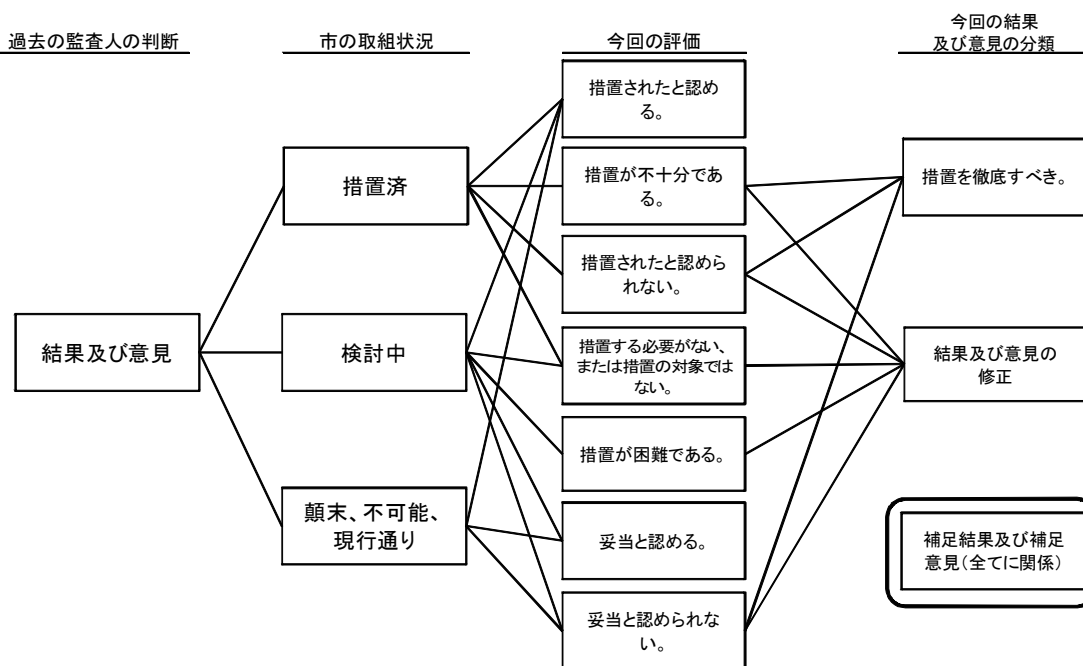 過去の監査人の判断
市の取組状況
今回の評価
今回の結果
及び意見の分類
結果及び意見
措置済
検討中
顛末、不可能、
現行通り
措置されたと認め
る。
措置が不十分であ
る。
措置されたと認めら
れない。
措置する必要がない、
または措置の対象では
ない。
措置が困難である。
妥当と認める。
妥当と認められな
い。
措置を徹底すべき。
結果及び意見の
修正
補足結果及び補足
意見(全てに関係)